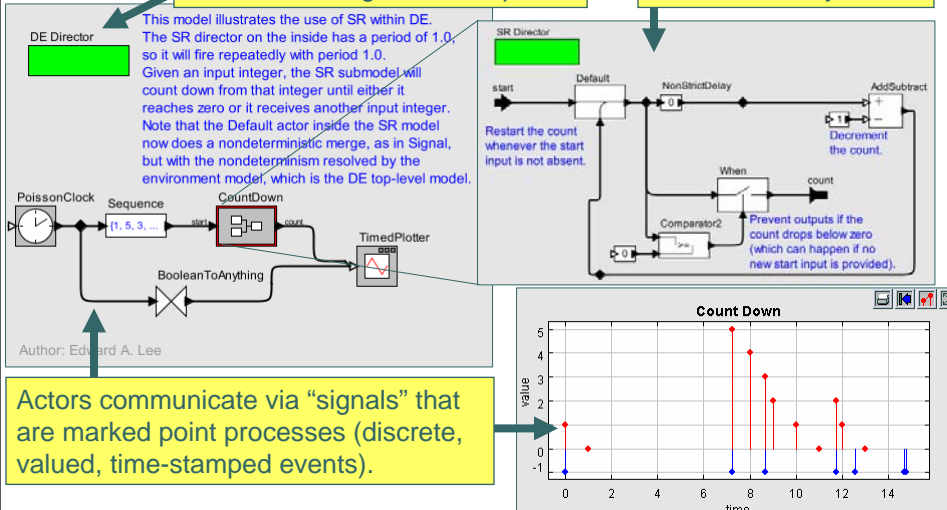 This model illustrates the use of SR within DE.
The SR director on the inside has a period of 1.0,
so it will fire repeatedly with period 1.0.
Given an input integer, the SR submodel will
count down from that integer until either it
reaches zero or it receives another input integer.
Note that the Default actor inside the SR model
now does a nondeterministic merge, as in Signal,
but with the nondeterminism resolved by the
environment model, which is the DE top-level model.
DE Director
PoissonClock
Sequence
{1, 5, 3, ...
start
CountDown
count
TimedPlotter
BooleanToAnything
Author: Edward A. Lee
SR Director
start
Default
NonStrictDelay
0
AddSubtract
+
−
1
Decrement
the count.
Restart the count
whenever the start
input is not absent.
When
count
Comparator2
>=
0
Prevent outputs if the
count drops below zero
(which can happen if no
new start input is provided).
Actors communicate via “signals” that
are marked point processes (discrete,
valued, time-stamped events).
Count Down
value
5
4
3
2
1
0
-1
0 2 4 6 8 10 12 14
time